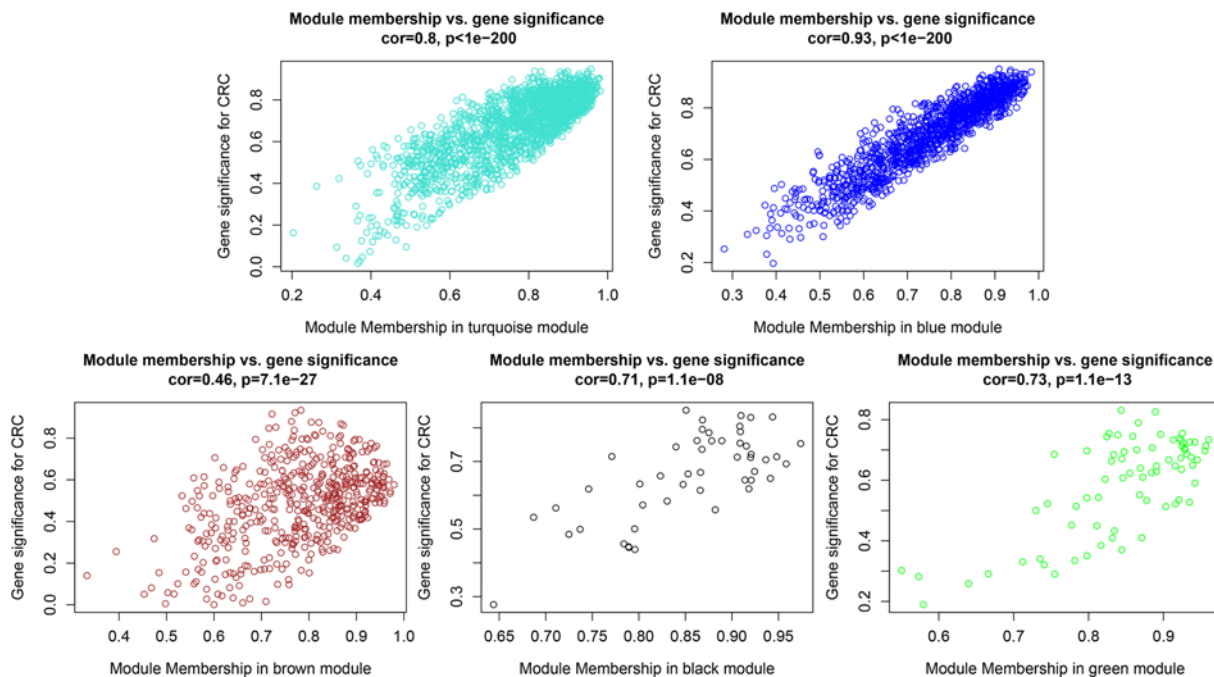 Module membership vs. gene significance
cor=0.8, p<1e−200
Gene significance for CRC
0.0 0.2 0.4 0.6 0.8
0.2 0.4 0.6 0.8 1.0
Module Membership in turquoise module
Module membership vs. gene significance
cor=0.93, p<1e−200
Gene significance for CRC
0.2 0.4 0.6 0.8
0.3 0.4 0.5 0.6 0.7 0.8 0.9 1.0
Module Membership in blue module
Module membership vs. gene significance
cor=0.46, p=7.1e−27
Gene significance for CRC
0.0 0.2 0.4 0.6 0.8
0.4 0.5 0.6 0.7 0.8 0.9 1.0
Module Membership in brown module
Module membership vs. gene significance
cor=0.71, p=1.1e−08
Gene significance for CRC
0.3 0.5 0.7
0.65 0.70 0.75 0.80 0.85 0.90 0.95
Module Membership in black module
Module membership vs. gene significance
cor=0.73, p=1.1e−13
Gene significance for CRC
0.2 0.4 0.6 0.8
0.6 0.7 0.8 0.9
Module Membership in green module